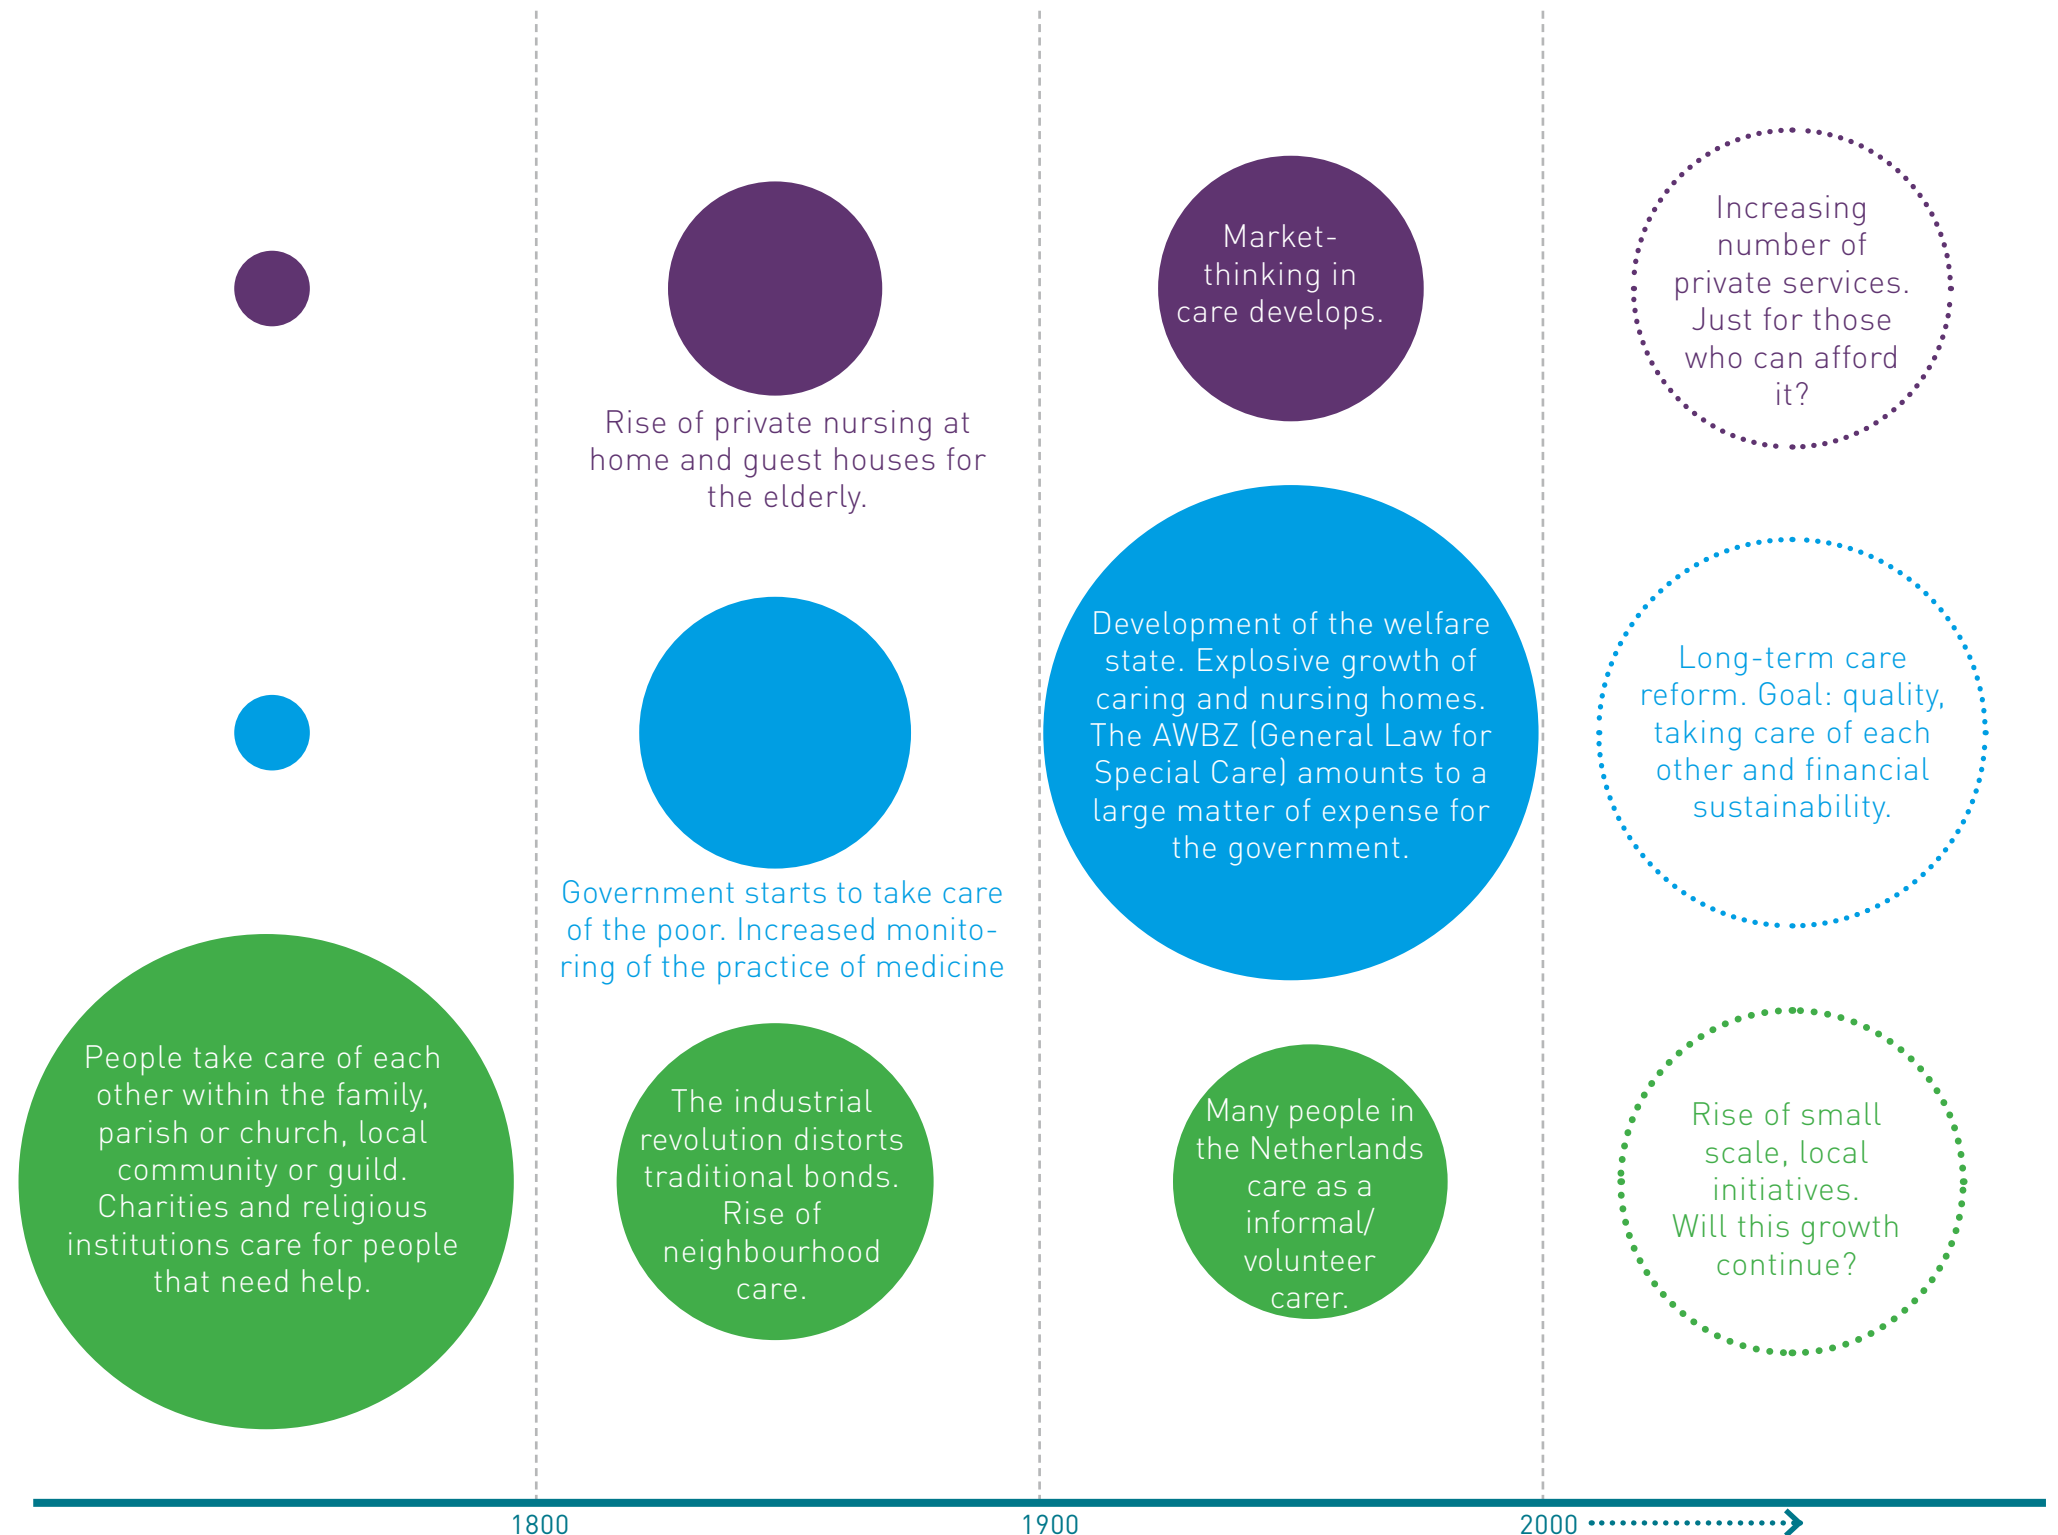 People take care of each
other within the family,
parish or church, local
community or guild.
Charities and religious
institutions care for people
that need help.
Rise of private nursing at
home and guest houses for
the elderly.
Government starts to take care
of the poor. Increased monito-
ring of the practice of medicine
The industrial
revolution distorts
traditional bonds.
Rise of
neighbourhood
care.
Market-
thinking in
care develops.
Development of the welfare
state. Explosive growth of
caring and nursing homes.
The AWBZ (General Law for
Special Care) amounts to a
large matter of expense for
the government.
Many people in
the Netherlands
care as a
informal/
volunteer
carer.
Increasing
number of
private services.
Just for those
who can afford
it?
Long-term care
reform. Goal: quality,
taking care of each
other and financial
sustainability.
Rise of small
scale, local
initiatives.
Will this growth
continue?
1800
1900
2000